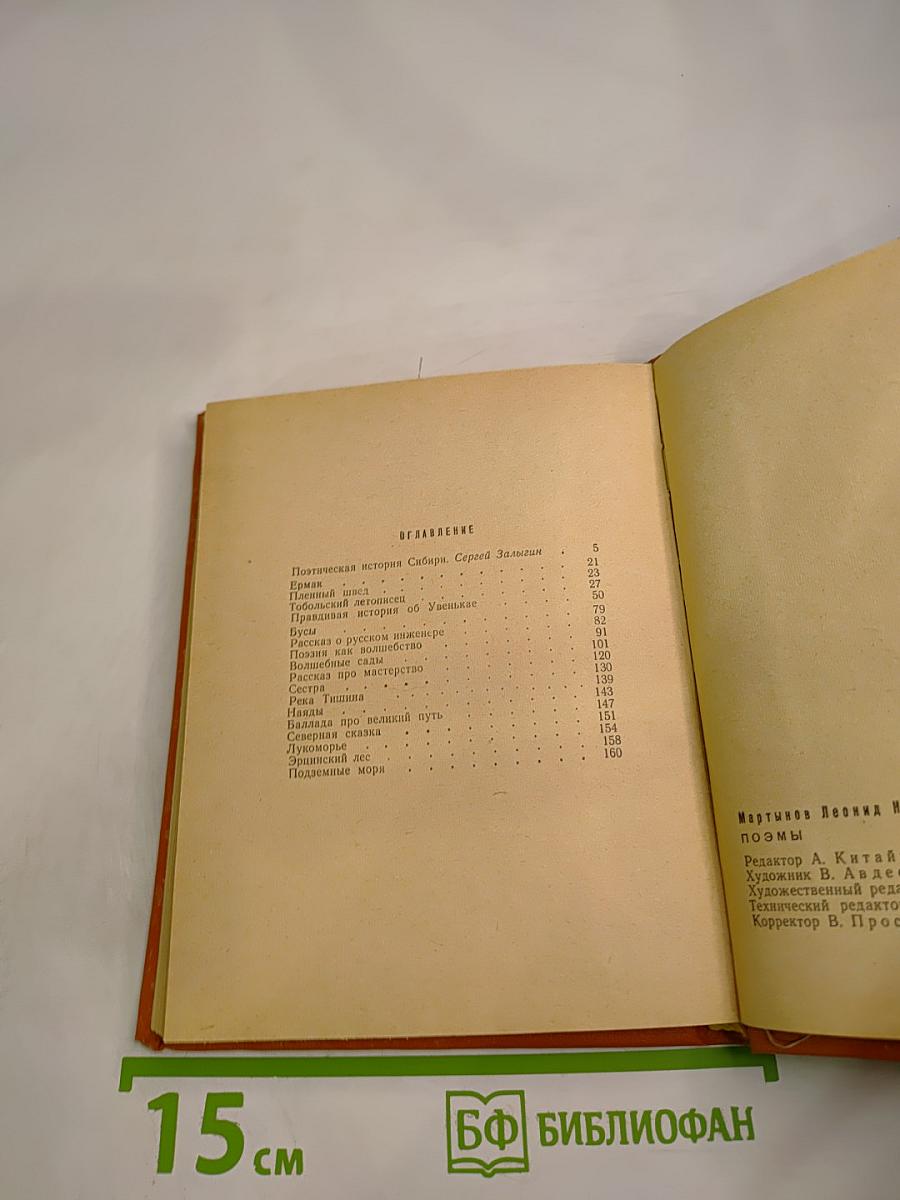 ОГЛАВЛЕНИЕ
Поэтическая история Сибири. Сергей Залыгин . 5
Ермак . . . . . . . . . . 21
Пленный швед . . . . . . . . 23
Тобольский летописец . . . . . . . 27
Правдивая история об Увенькае . . . . 50
Бусы . . . . . . . . . . 79
Рассказ о русском инженере . . . . . 82
Поэзия как волшебство . . . . . . 91
Волшебные сады . . . . . . . 101
Рассказ про мастерство . . . . . . 120
Сестра . . . . . . . . . 130
Река Тишина . . . . . . . . 139
Наяды . . . . . . . . . 143
Баллада про великий путь . . . . . 147
Северная сказка . . . . . . . 151
Лукоморье . . . . . . . . 154
Эрцинский лес . . . . . . . . 158
Подземные моря . . . . . . . 160
Мартынов Леонид Н
ПОЭМЫ
Редактор А. Китай
Художник В. Авде
Художественный реда
Технический редакто
Корректор В. Прос
15 см
БФ БИБЛИОФАН